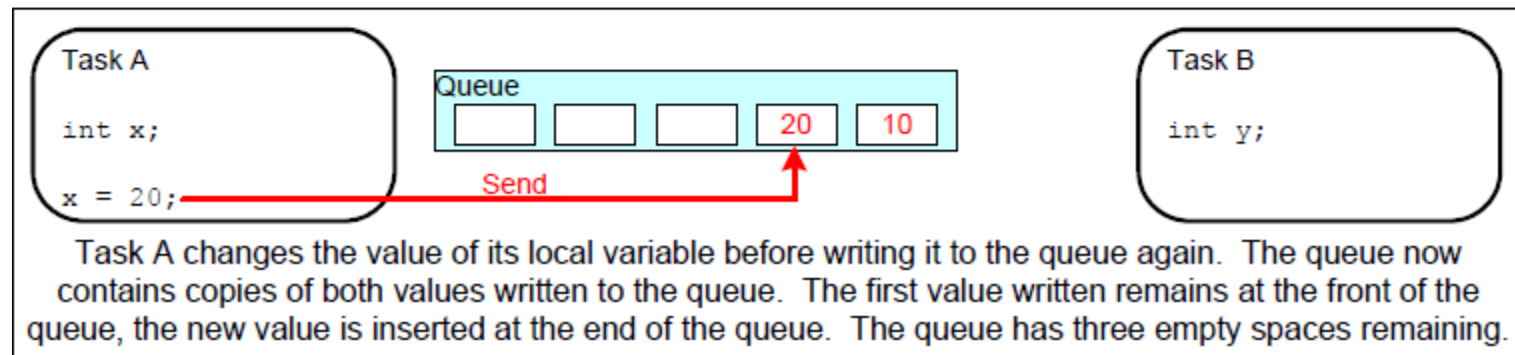 Task A
int x;
x = 20;
Queue
20 10
Send
Task B
int y;
Task A changes the value of its local variable before writing it to the queue again. The queue now
contains copies of both values written to the queue. The first value written remains at the front of the
queue, the new value is inserted at the end of the queue. The queue has three empty spaces remaining.